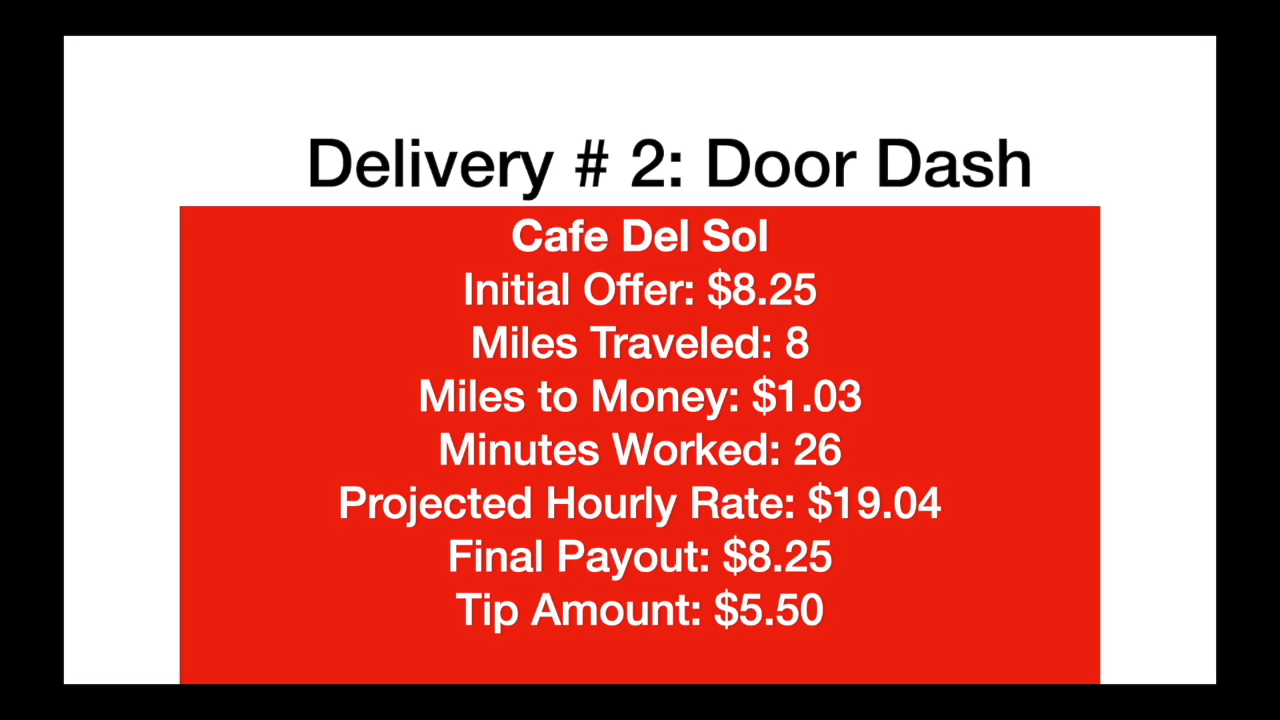 Delivery # 2: Door Dash
Cafe Del Sol
Initial Offer: $8.25
Miles Traveled: 8
Miles to Money: $1.03
Minutes Worked: 26
Projected Hourly Rate: $19.04
Final Payout: $8.25
Tip Amount: $5.50